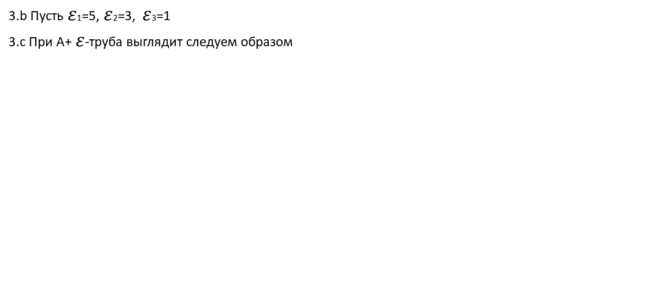 3.b Пусть ℰ₁=5, ℰ₂=3, ℰ₃=1
3.c При A+ ℰ-труба выглядит следуем образом